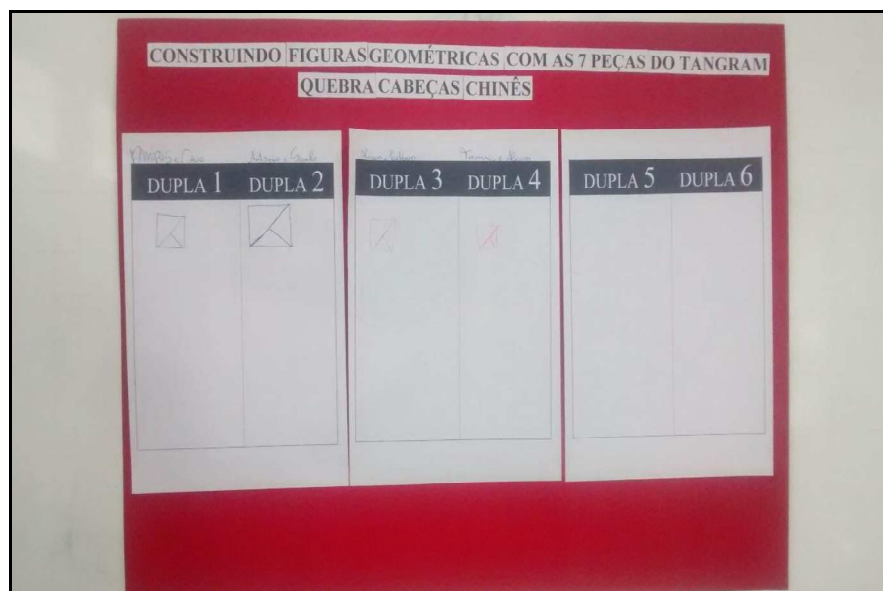 CONSTRUINDO FIGURAS GEOMÉTRICAS COM AS 7 PEÇAS DO TANGRAM
QUEBRA CABEÇAS CHINÊS
DUPLA 1 DUPLA 2 DUPLA 3 DUPLA 4 DUPLA 5 DUPLA 6